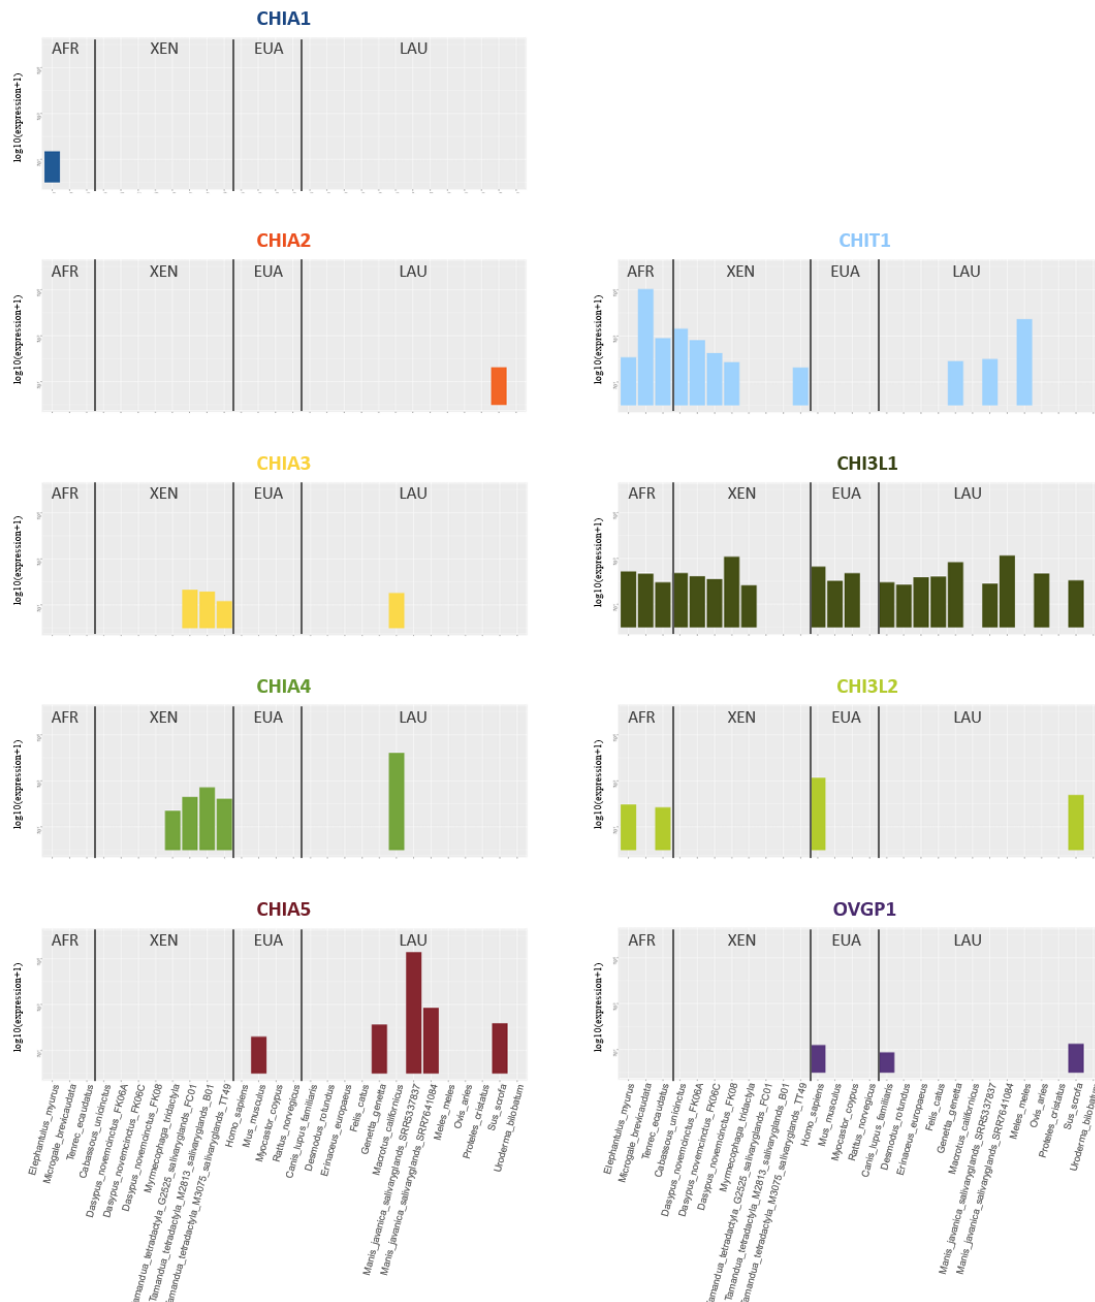 CHIA1
AFR XEN EUA LAU
log10(expression+1)
CHIA2
AFR XEN EUA LAU
log10(expression+1)
CHIT1
AFR XEN EUA LAU
log10(expression+1)
CHIA3
AFR XEN EUA LAU
log10(expression+1)
CHI3L1
AFR XEN EUA LAU
log10(expression+1)
CHIA4
AFR XEN EUA LAU
log10(expression+1)
CHI3L2
AFR XEN EUA LAU
log10(expression+1)
CHIA5
AFR XEN EUA LAU
log10(expression+1)
Elephantulus_myurus
Microgale_brevicaudata
Tenrec_ecaudatus
Cabassous_unicinctus
Dasypus_novemcinctus_FK06A
Dasypus_novemcinctus_FK06C
Dasypus_novemcinctus_FK08
Myrmecophaga_tridactyla
amandua_tetradactyla_G2525_salivaryglands_FC01
Tamandua_tetradactyla_M2813_salivaryglands_B01
Tamandua_tetradactyla_M3075_salivaryglands_TT49
Homo_sapiens
Mus_musculus
Myocastor_coypus
Rattus_norvegicus
Canis_lupus_familiaris
Desmodus_rotundus
Erinaceus_europaeus
Felis_catus
Genetta_genetta
Macrotus_californicus
Manis_javanica_salivaryglands_SRR5337837
Manis_javanica_salivaryglands_SRR7641084
Meles_meles
Ovis_aries
Proteles_cristatus
Sus_scrofa
Uroderma_bilobatum
OVGP1
AFR XEN EUA LAU
log10(expression+1)
Elephantulus_myurus
Microgale_brevicaudata
Tenrec_ecaudatus
Cabassous_unicinctus
Dasypus_novemcinctus_FK06A
Dasypus_novemcinctus_FK06C
Dasypus_novemcinctus_FK08
Myrmecophaga_tridactyla
amandua_tetradactyla_G2525_salivaryglands_FC01
Tamandua_tetradactyla_M2813_salivaryglands_B01
Tamandua_tetradactyla_M3075_salivaryglands_TT49
Homo_sapiens
Mus_musculus
Myocastor_coypus
Rattus_norvegicus
Canis_lupus_familiaris
Desmodus_rotundus
Erinaceus_europaeus
Felis_catus
Genetta_genetta
Macrotus_californicus
Manis_javanica_salivaryglands_SRR5337837
Manis_javanica_salivaryglands_SRR7641084
Meles_meles
Ovis_aries
Proteles_cristatus
Sus_scrofa
Uroderma_bilobatum